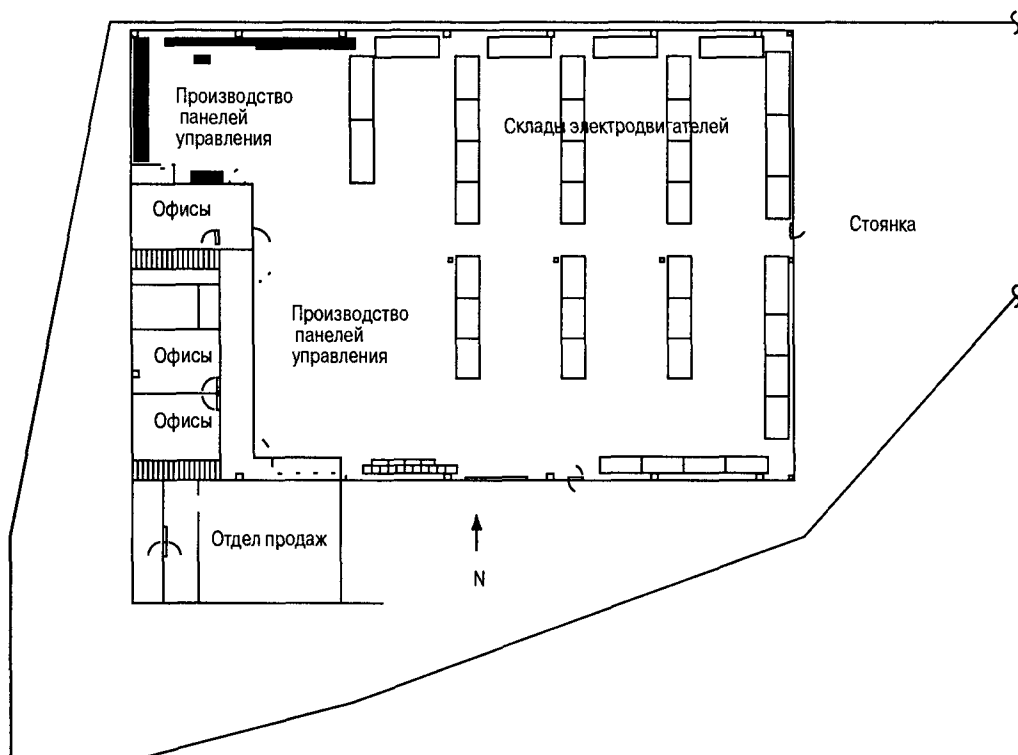 Производство
панелей
управления
Склады электродвигателей
Офисы
Стоянка
Производство
панелей
управления
Офисы
Офисы
Отдел продаж
N